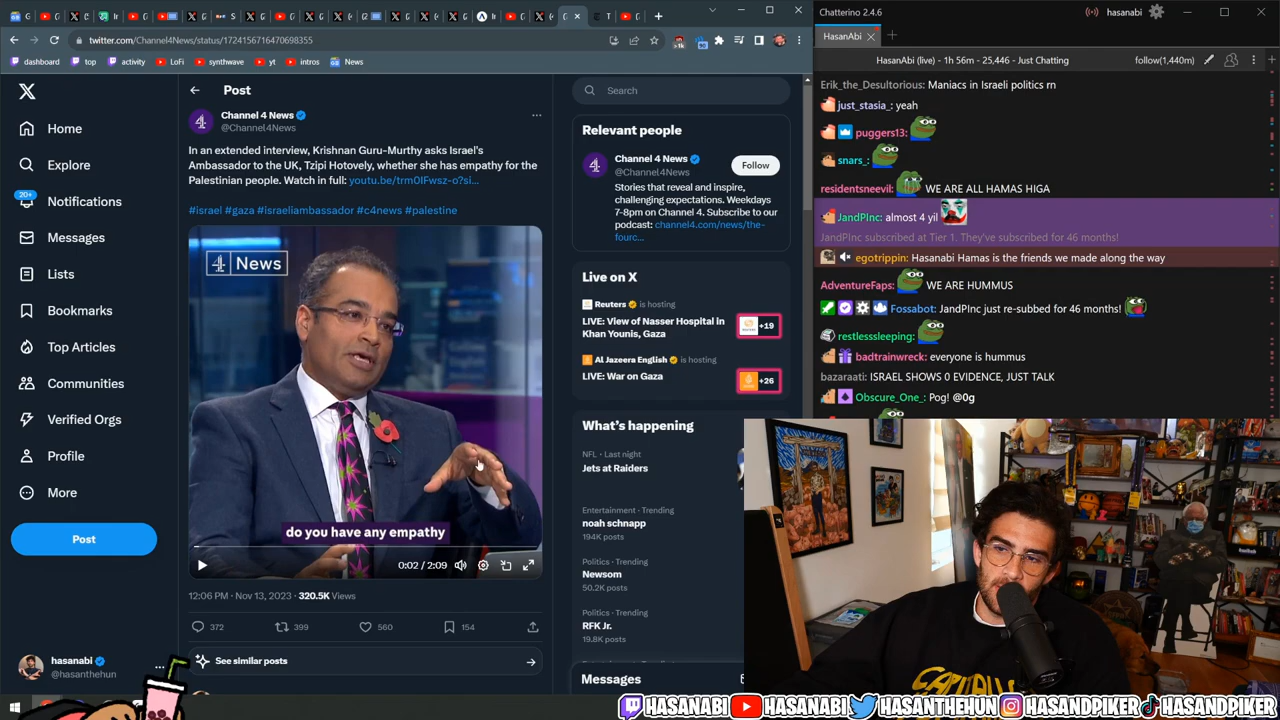 twitter.com/Channel4News/status/1724156716470698355
dashboard
top
activity
LoFi
synthwave
yt
intros
News
Post
Channel 4 News
@Channel4News
In an extended interview, Krishnan Guru-Murthy asks Israel's
Ambassador to the UK, Tzipi Hotovely, whether she has empathy for the
Palestinian people. Watch in full: youtu.be/trm0IFwsz-o?si...
#israel #gaza #israeliambassador #c4news #palestine
4 News
do you have any empathy
0:02 / 2:09
12:06 PM · Nov 13, 2023 · 320.5K Views
372
399
560
154
See similar posts
20+
Home
Explore
Notifications
Messages
Lists
Bookmarks
Top Articles
Communities
Verified Orgs
Profile
More
Post
hasanabi
@hasanthehun
Search
Relevant people
Channel 4 News
@Channel4News
Follow
Stories that reveal and inspire,
challenging expectations. Weekdays
7-8pm on Channel 4. Subscribe to our
podcast: channel4.com/news/the-
fourc...
Live on X
Reuters is hosting
LIVE: View of Nasser Hospital in
Khan Younis, Gaza
+19
Al Jazeera English is hosting
LIVE: War on Gaza
+26
What's happening
NFL · Last night
Jets at Raiders
Entertainment · Trending
noah schnapp
194K posts
Politics · Trending
Newsom
50.2K posts
Politics · Trending
RFK Jr.
19.8K posts
Entertainment · Trending
Messages
Chatterino 2.4.6
hasanabi
HasanAbi
HasanAbi (live) - 1h 56m - 25,446 - Just Chatting
follow(1,440m)
Erik_the_Desultorious: Maniacs in Israeli politics rn
just_stasia_: yeah
puggers13:
snars_:
residentsneevil: WE ARE ALL HAMAS HIGA
JandPInc: almost 4 yil
JandPInc subscribed at Tier 1. They've subscribed for 46 months!
egotrippin: Hasanabi Hamas is the friends we made along the way
AdventureFaps: WE ARE HUMMUS
Fossabot: JandPInc just re-subbed for 46 months!
restlesssleeping:
badtrainwreck: everyone is hummus
bazaraati: ISRAEL SHOWS 0 EVIDENCE, JUST TALK
Obscure_One_: Pog! @0g
HASANABI HASANABI HASANTHEHUN HASANDPIKER HASANDPIKER